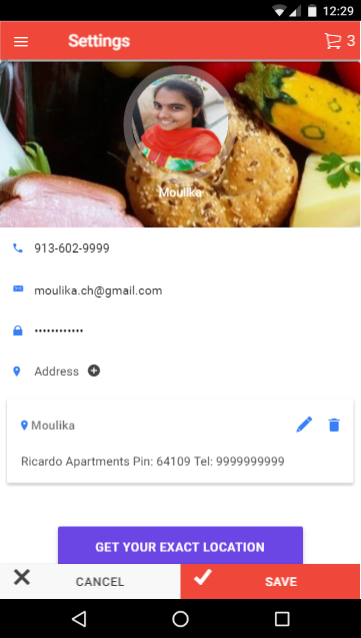 12:29
Settings
3
Moulika
913-602-9999
moulika.ch@gmail.com
••••••••••••
Address
Moulika
Ricardo Apartments Pin: 64109 Tel: 9999999999
GET YOUR EXACT LOCATION
CANCEL
SAVE